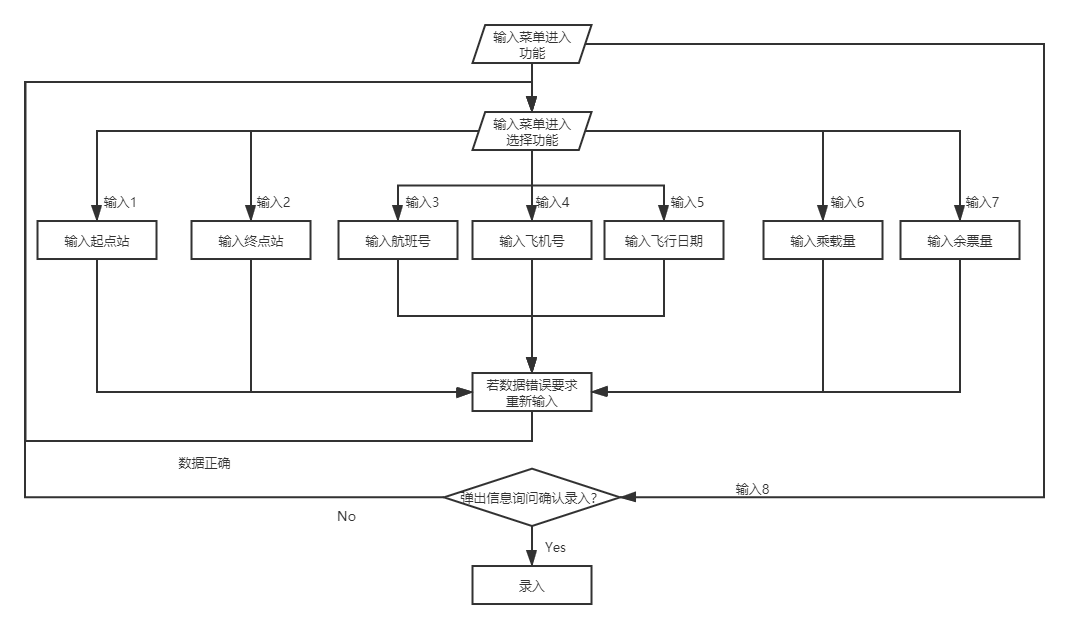 输入菜单进入
功能
输入菜单进入
选择功能
输入1
输入2
输入3
输入4
输入5
输入6
输入7
输入起点站
输入终点站
输入航班号
输入飞机号
输入飞行日期
输入乘载量
输入余票量
若数据错误要求
重新输入
数据正确
弹出信息询问确认录入?
输入8
No
Yes
录入